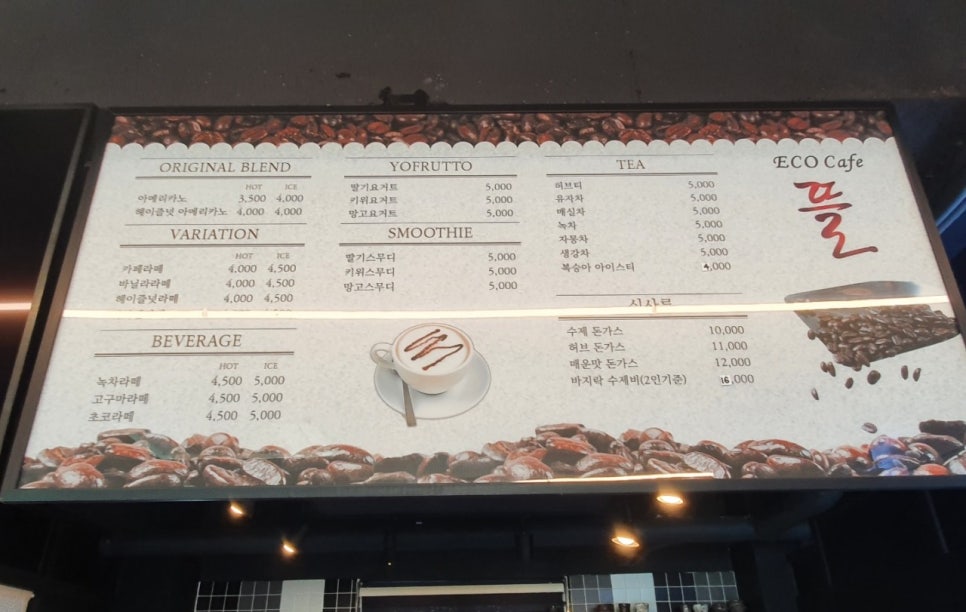 ORIGINAL BLEND
HOT ICE
아메리카노 3,500 4,000
헤이즐넛 아메리카노 4,000 4,000
VARIATION
HOT ICE
카페라떼 4,000 4,500
바닐라라떼 4,000 4,500
헤이즐넛라떼 4,000 4,500
BEVERAGE
HOT ICE
녹차라떼 4,500 5,000
고구마라떼 4,500 5,000
초코라떼 4,500 5,000
YOFRUTTO
딸기요거트 5,000
키위요거트 5,000
망고요거트 5,000
SMOOTHIE
딸기스무디 5,000
키위스무디 5,000
망고스무디 5,000
TEA
허브티 5,000
유자차 5,000
매실차 5,000
녹차 5,000
자몽차 5,000
생강차 5,000
복숭아 아이스티 4,000
식사류
수제 돈가스 10,000
허브 돈가스 11,000
매운맛 돈가스 12,000
바지락 수제비(2인기준) 16,000
ECO Cafe
뜰